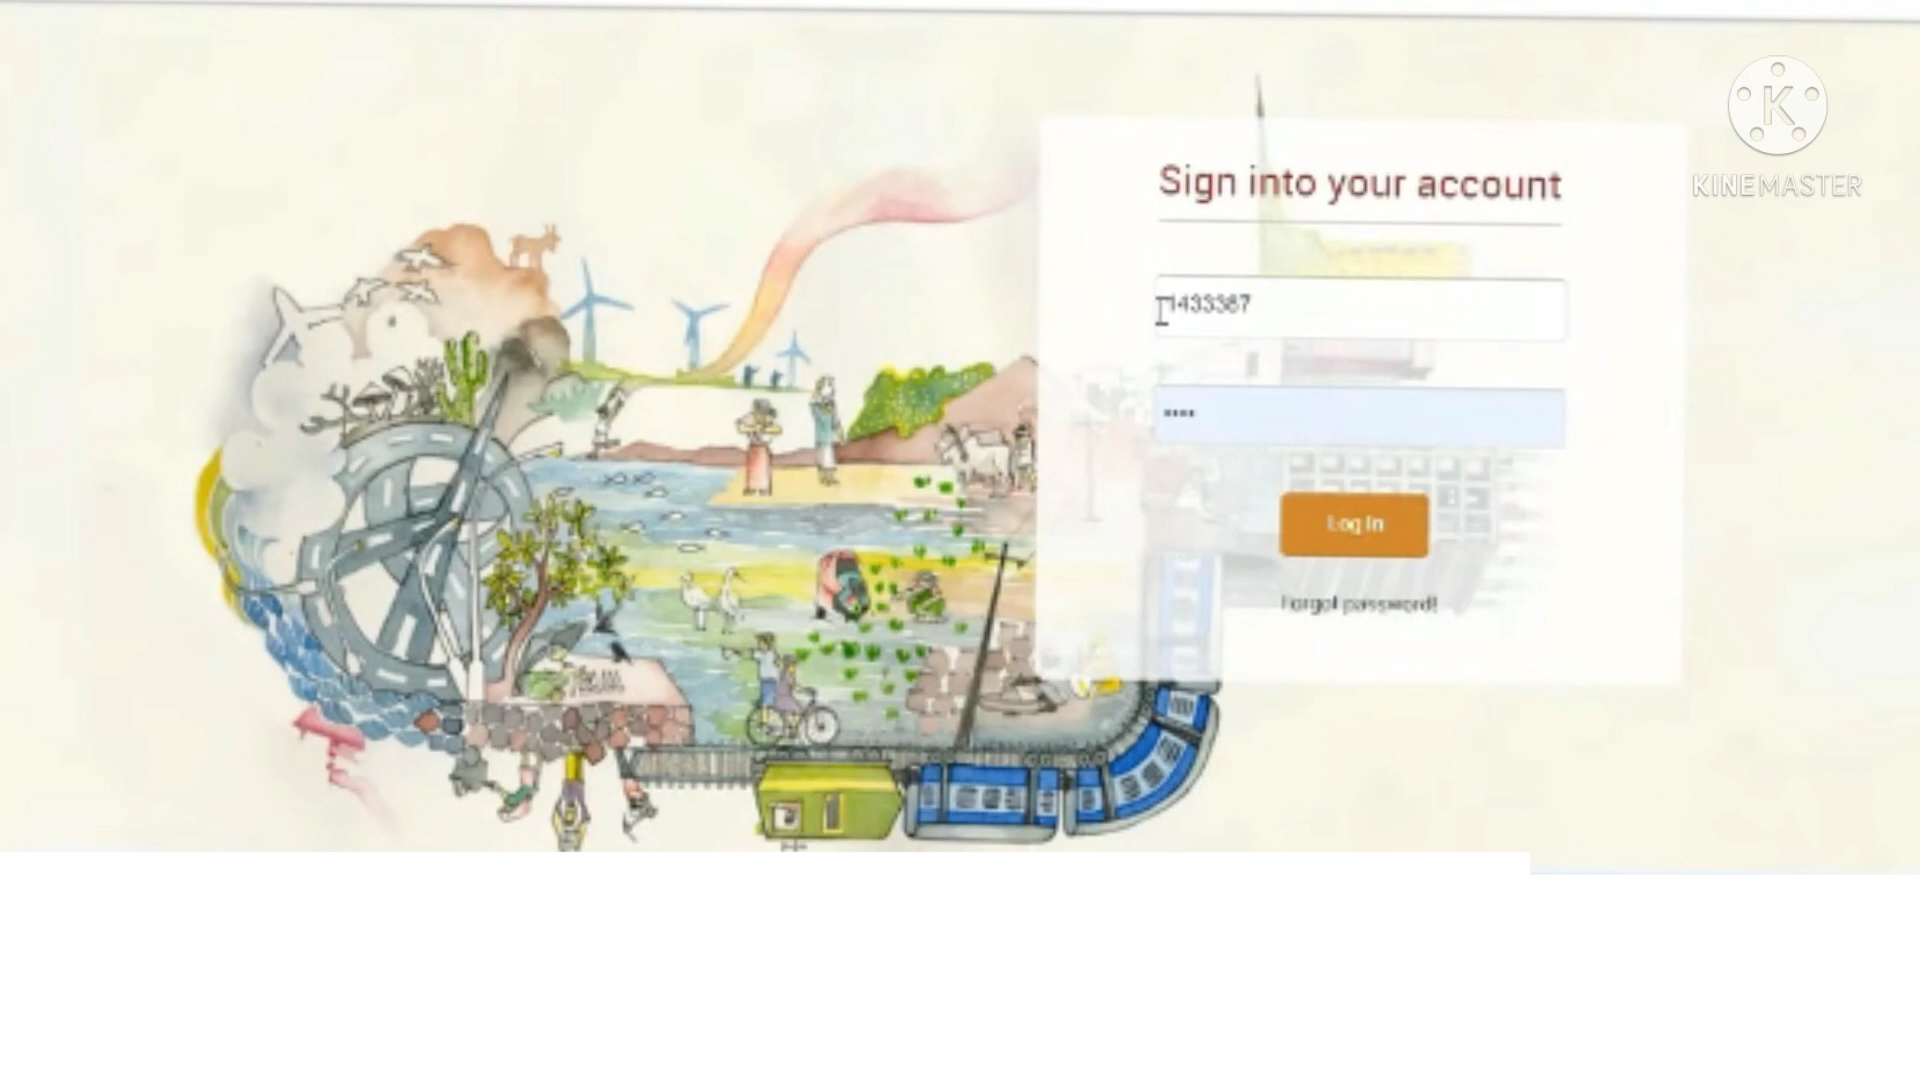 Sign into your account
K
KINEMASTER
1433387
••••
Log In
Forgot password!